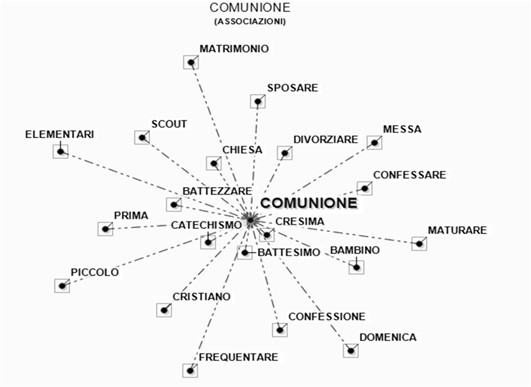 COMUNIONE
(ASSOCIAZIONI)
MATRIMONIO
SPOSARE
SCOUT
MESSA
ELEMENTARI
DIVORZIARE
CHIESA
CONFESSARE
BATTEZZARE
COMUNIONE
PRIMA
CATECHISMO
CRESIMA
MATURARE
BATTESIMO
BAMBINO
PICCOLO
CRISTIANO
CONFESSIONE
DOMENICA
FREQUENTARE